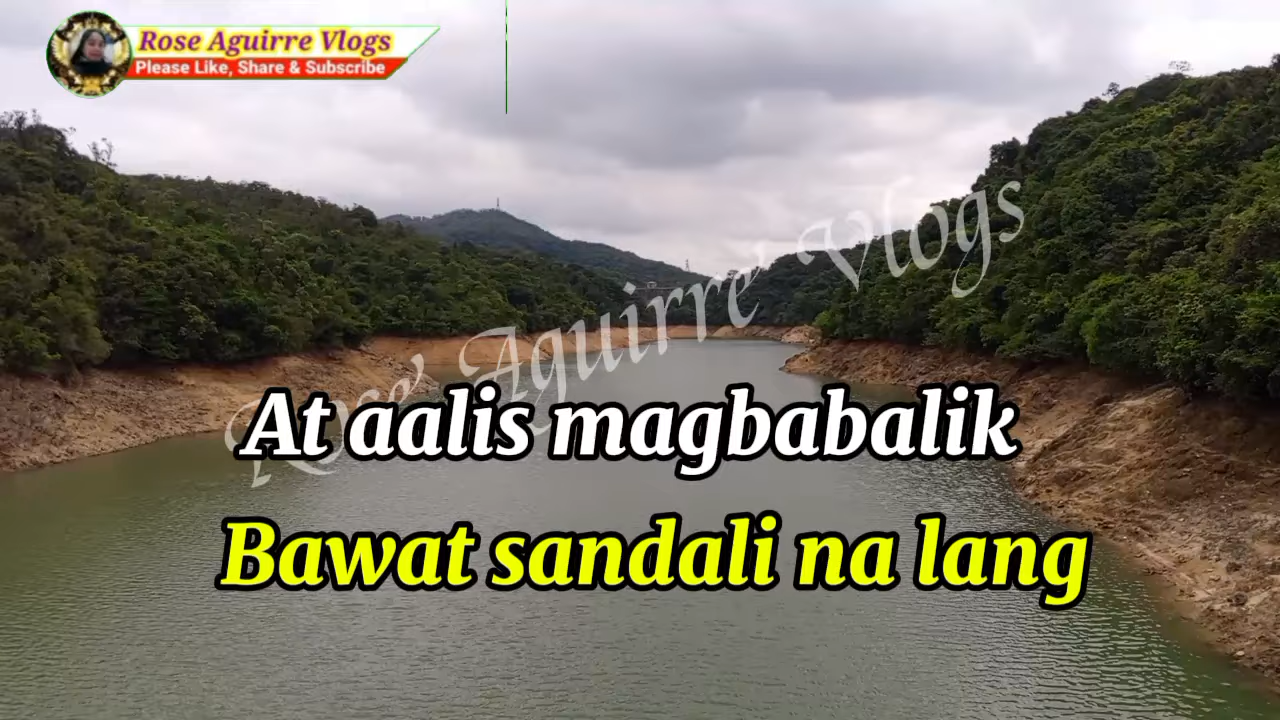 Rose Aguirre Vlogs
Please Like, Share & Subscribe
Rose' Aguirre' Vlogs
At aalis magbabalik
Bawat sandali na lang